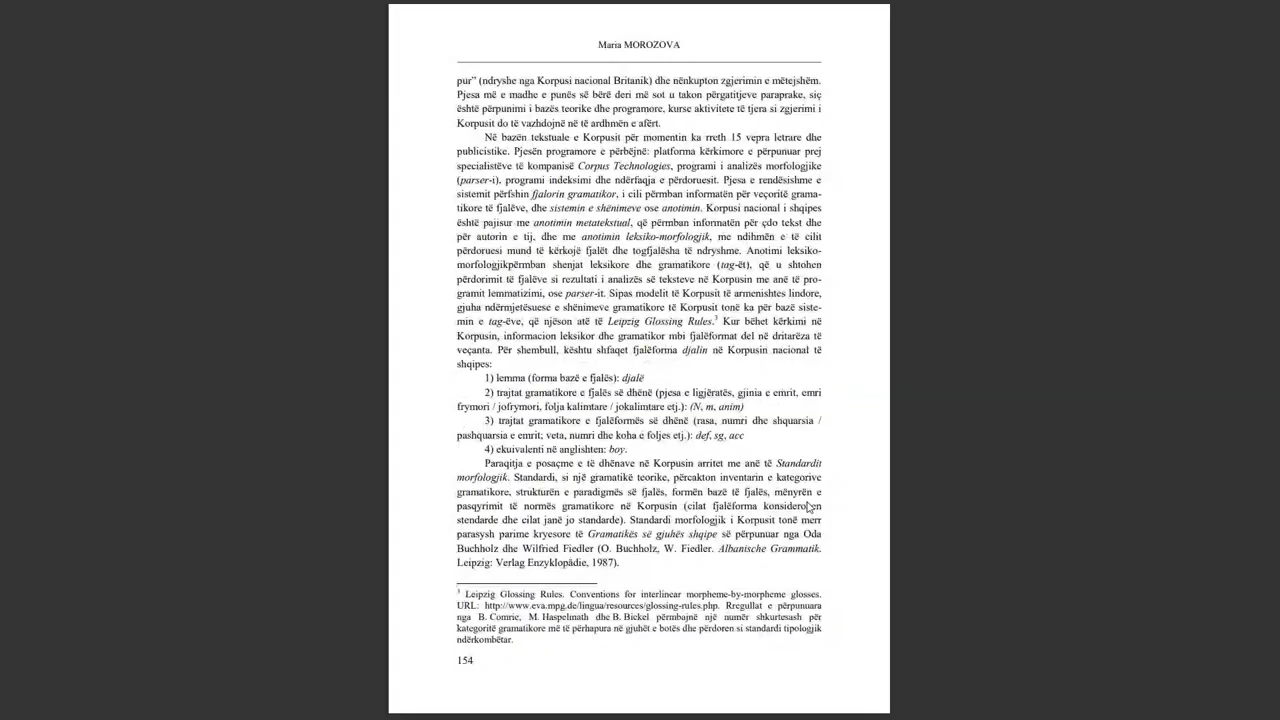 Maria MOROZOVA
pur” (ndryshe nga Korpusi nacional Britanik) dhe nënkupton zgjerimin e mëtejshëm.
Pjesa më e madhe e punës së bërë deri më sot u takon përgatitjeve paraprake, siç
është përpunimi i bazës teorike dhe programore, kurse aktivitete të tjera si zgjerimi i
Korpusit do të vazhdojnë në të ardhmën e afërt.
Në bazën tekstuale e Korpusit për momentin ka rreth 15 vepra letrare dhe
publicistike. Pjesën programore e përbëjnë: platforma kërkimore e përpunuar prej
specialistëve të kompanisë Corpus Technologies, programi i analizës morfologjike
(parser-i), programi indeksimi dhe ndërfaqja e përdoruesit. Pjesa e rendësishme e
sistemit përfshin fjalorin gramatikor, i cili përmban informatën për veçoritë grama-
tikore të fjalëve, dhe sistemin e shënimeve ose anotimin. Korpusi nacional i shqipes
është pajisur me anotimin metatekstual, që përmban informatën për çdo tekst dhe
për autorin e tij, dhe me anotimin leksiko-morfologjik, me ndihmën e të cilit
përdoruesi mund të kërkojë fjalët dhe togfjalësha të ndryshme. Anotimi leksiko-
morfologjikpërmban shenjat leksikore dhe gramatikore (tag-ët), që u shtohen
përdorimit të fjalëve si rezultati i analizës së teksteve në Korpusin me anë të pro-
gramit lemmatizimi, ose parser-it. Sipas modelit të Korpusit të armenishtes lindore,
gjuha ndërmjetësuese e shënimeve gramatikore të Korpusit tonë ka për bazë siste-
min e tag-ëve, që njëson atë të Leipzig Glossing Rules.³ Kur bëhet kërkimi në
Korpusin, informacion leksikor dhe gramatikor mbi fjalëformat del në dritarëza të
veçanta. Për shembull, kështu shfaqet fjalëforma djalin në Korpusin nacional të
shqipes:
1) lemma (forma bazë e fjalës): djalë
2) trajtat gramatikore e fjalës së dhënë (pjesa e ligjëratës, gjinia e emrit, emri
frymori / jofrymori, folja kalimtare / jokalimtare etj.): (N, m, anim)
3) trajtat gramatikore e fjalëformës së dhënë (rasa, numri dhe shquarsia /
pashquarsia e emrit; veta, numri dhe koha e foljes etj.): def, sg, acc
4) ekuivalenti në anglishten: boy.
Paraqitja e posaçme e të dhënave në Korpusin arritet me anë të Standardit
morfologjik. Standardi, si një gramatikë teorike, përcakton inventarin e kategorive
gramatikore, strukturën e paradigmës së fjalës, formën bazë të fjalës, mënyrën e
pasqyrimit të normës gramatikore në Korpusin (cilat fjalëforma konsiderohen
stendarde dhe cilat janë jo standarde). Standardi morfologjik i Korpusit tonë merr
parasysh parime kryesore të Gramatikës së gjuhës shqipe së përpunuar nga Oda
Buchholz dhe Wilfried Fiedler (O. Buchholz, W. Fiedler. Albanische Grammatik.
Leipzig: Verlag Enzyklopädie, 1987).
³ Leipzig Glossing Rules. Conventions for interlinear morpheme-by-morpheme glosses.
URL: http://www.eva.mpg.de/lingua/resources/glossing-rules.php. Rregullat e përpunuara
nga B. Comrie, M. Haspelmath dhe B. Bickel përmbajnë një numër shkurtesash për
kategoritë gramatikore më të përhapura në gjuhët e botës dhe përdoren si standardi tipologjik
ndërkombëtar.
154